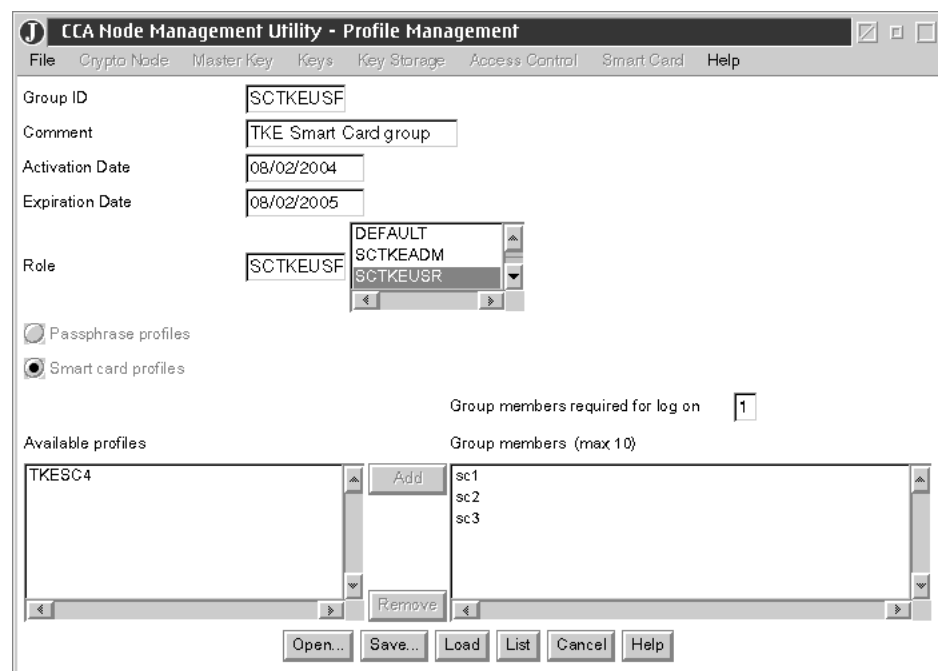 J CCA Node Management Utility - Profile Management
File Crypto Node Master Key Keys Key Storage Access Control Smart Card Help
Group ID SCTKEUSF
Comment TKE Smart Card group
Activation Date 08/02/2004
Expiration Date 08/02/2005
DEFAULT
SCTKEADM
Role SCTKEUSF SCTKEUSR
Passphrase profiles
Smart card profiles
Group members required for log on 1
Available profiles Group members (max 10)
TKESC4 Add sc1
sc2
sc3
Remove
Open... Save... Load List Cancel Help